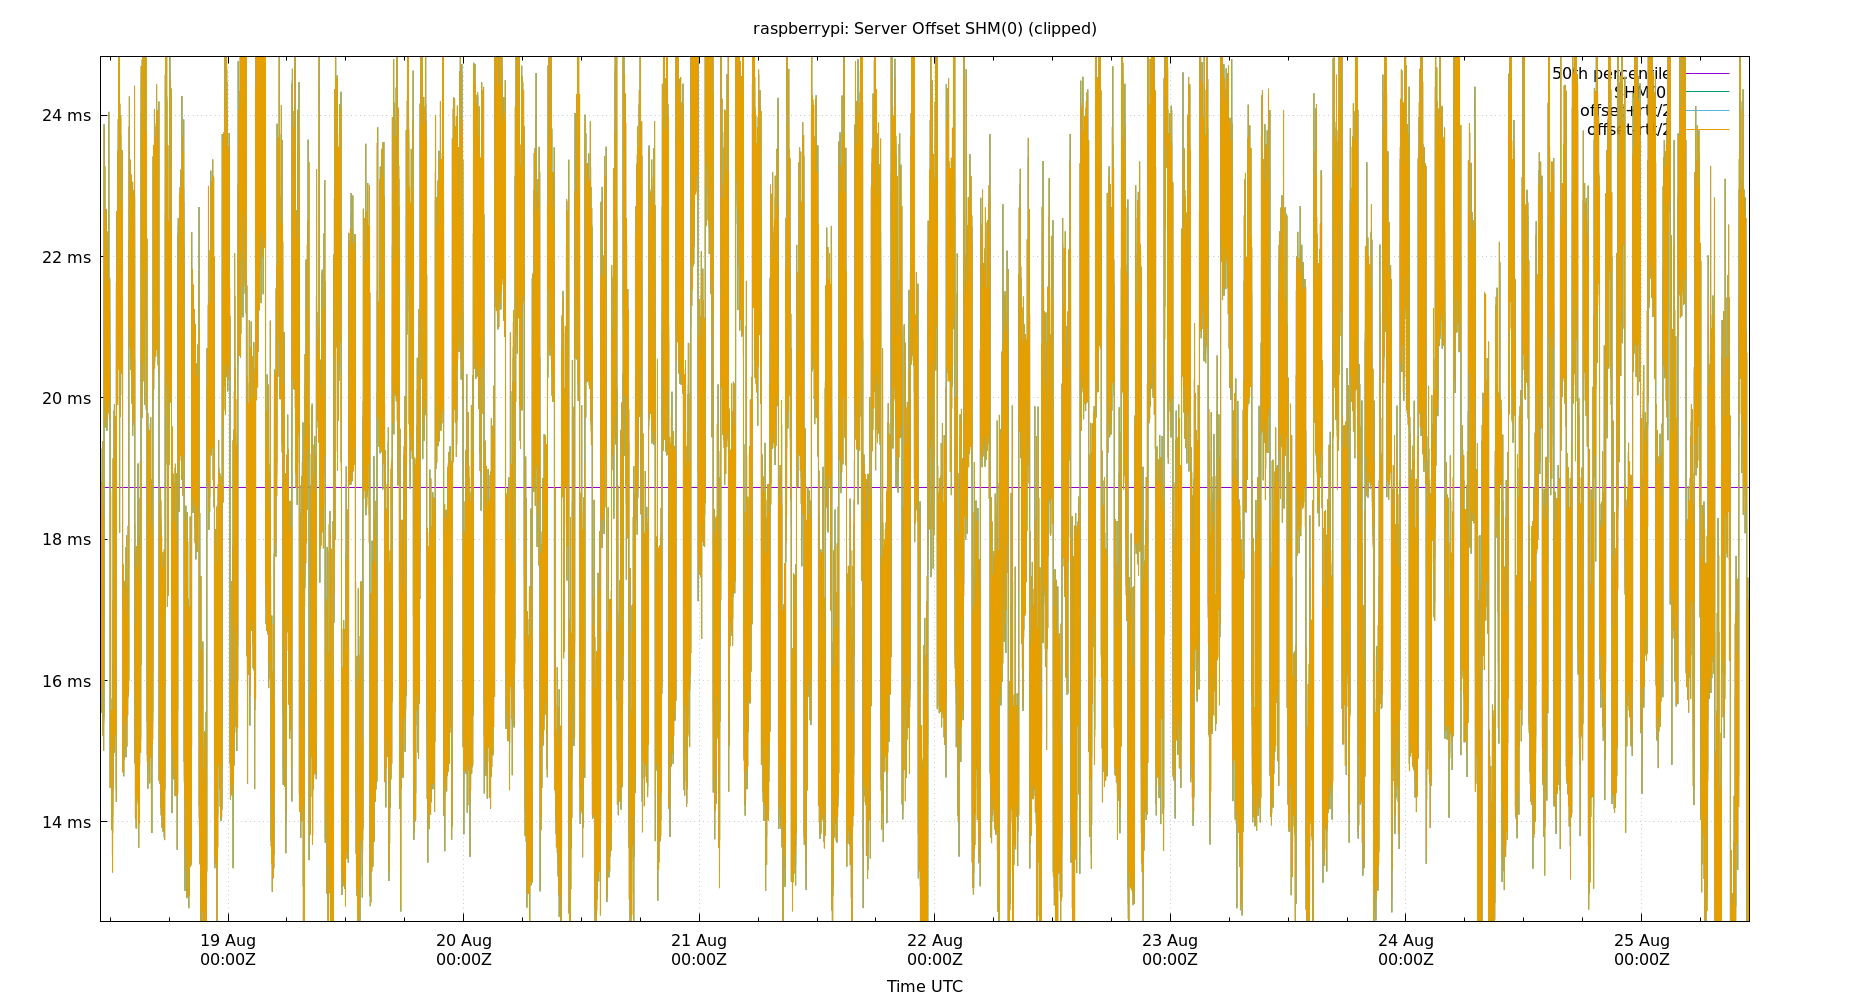 raspberrypi: Server Offset SHM(0) (clipped)
24 ms
22 ms
20 ms
18 ms
16 ms
14 ms
50th percentile
SHM(0)
19 Aug
00:00Z
20 Aug
00:00Z
21 Aug
00:00Z
22 Aug
00:00Z
23 Aug
00:00Z
24 Aug
00:00Z
25 Aug
00:00Z
Time UTC